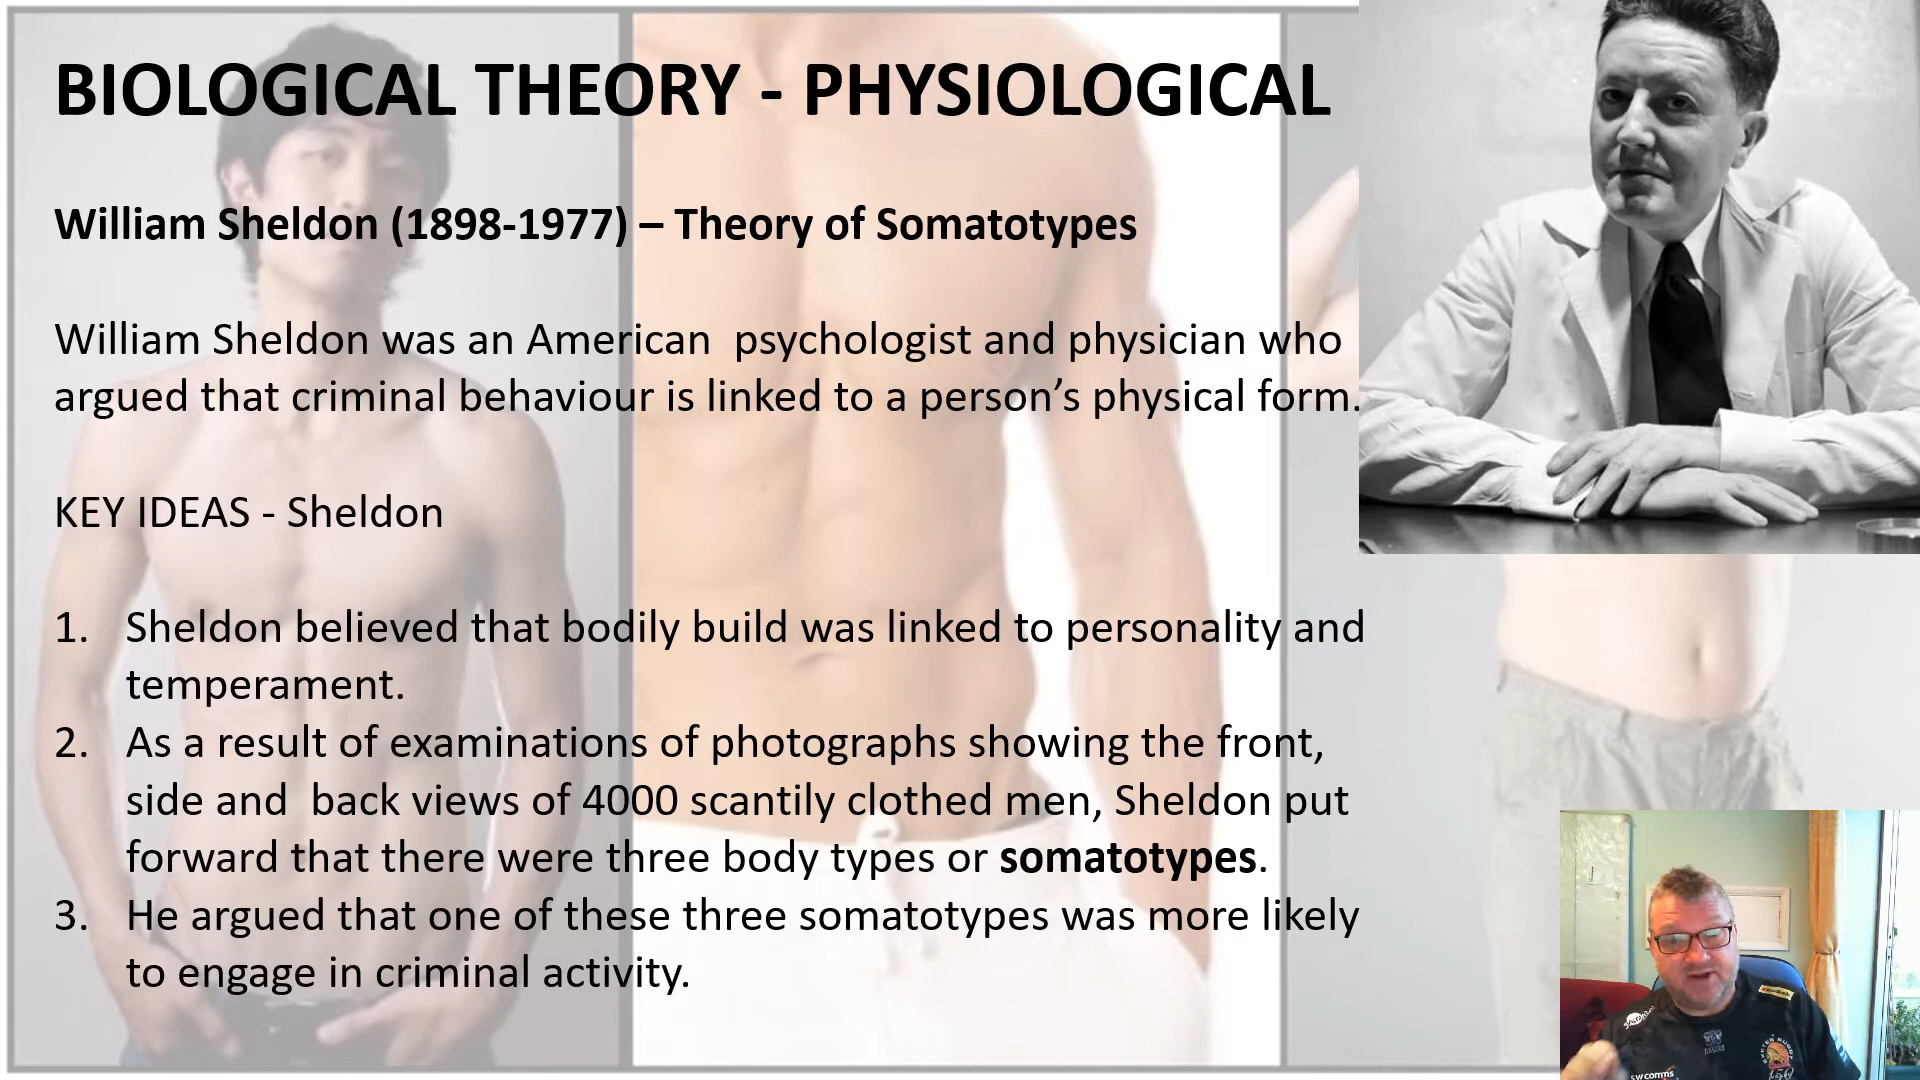 BIOLOGICAL THEORY - PHYSIOLOGICAL
William Sheldon (1898-1977) – Theory of Somatotypes
William Sheldon was an American  psychologist and physician who
argued that criminal behaviour is linked to a person’s physical form.
KEY IDEAS - Sheldon
1. Sheldon believed that bodily build was linked to personality and
temperament.
2. As a result of examinations of photographs showing the front,
side and  back views of 4000 scantily clothed men, Sheldon put
forward that there were three body types or somatotypes.
3. He argued that one of these three somatotypes was more likely
to engage in criminal activity.
EXETER RUGBY
150
swcomms